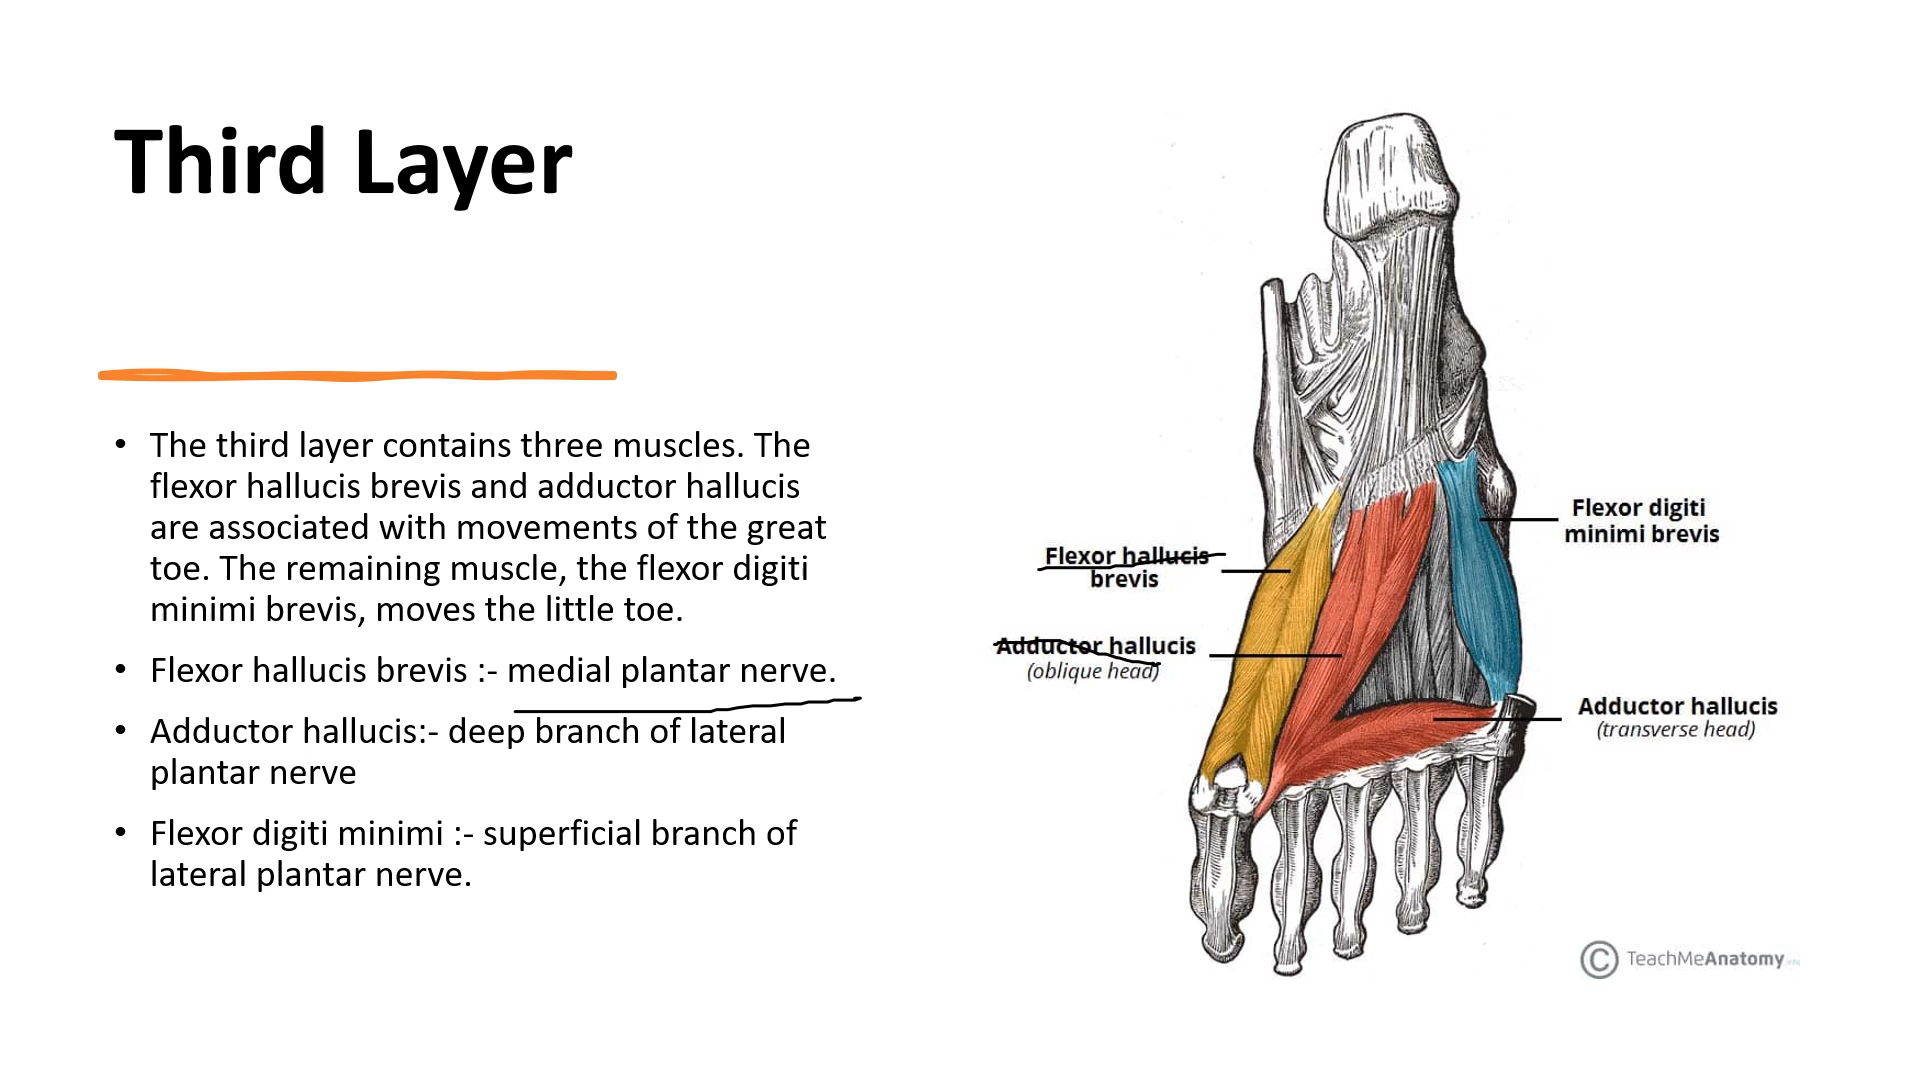 Third Layer
• The third layer contains three muscles. The
flexor hallucis brevis and adductor hallucis
are associated with movements of the great
toe. The remaining muscle, the flexor digiti
minimi brevis, moves the little toe.
• Flexor hallucis brevis :- medial plantar nerve.
• Adductor hallucis:- deep branch of lateral
plantar nerve
• Flexor digiti minimi :- superficial branch of
lateral plantar nerve.
Flexor digiti
minimi brevis
Flexor hallucis
brevis
Adductor hallucis
(oblique head)
Adductor hallucis
(transverse head)
© TeachMeAnatomy